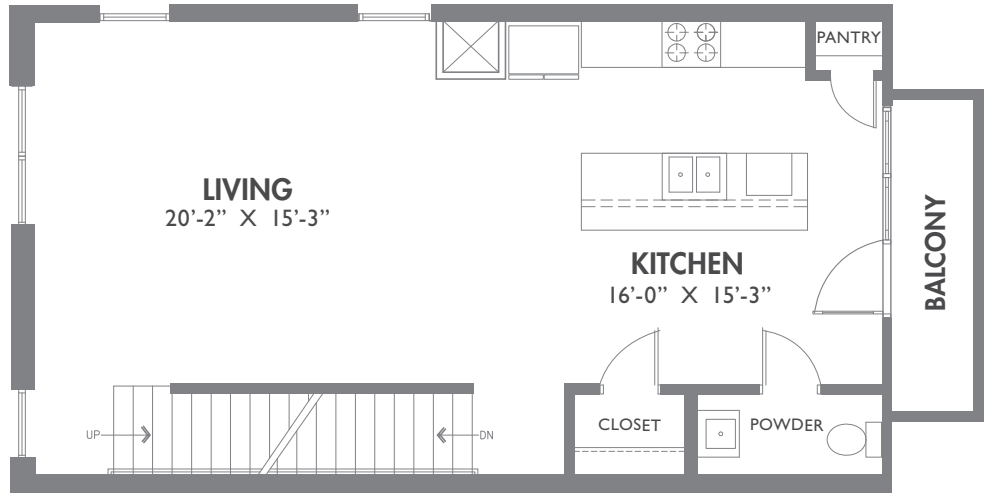 PANTRY
LIVING
20’-2” X 15’-3”
BALCONY
KITCHEN
16’-0” X 15’-3”
CLOSET
POWDER
UP
DN